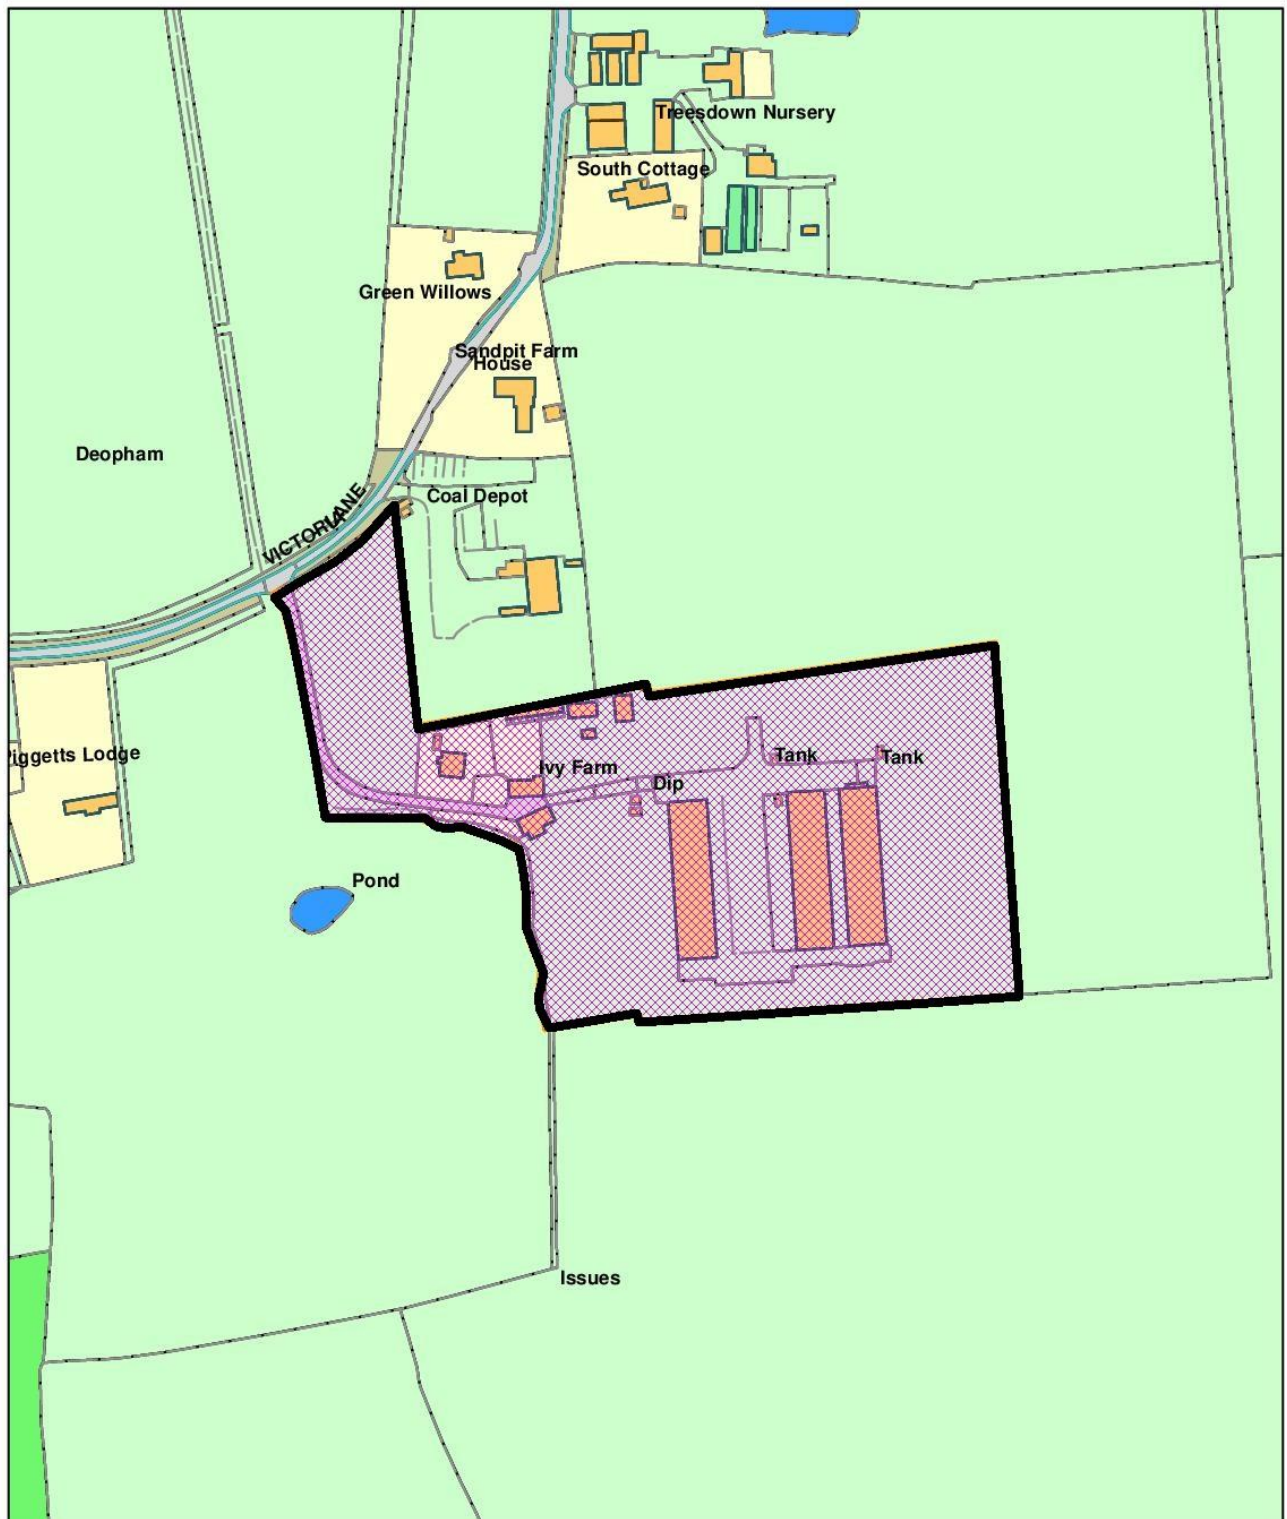 Treesdown Nursery
South Cottage
Green Willows
Sandpit Farm
House
Deopham
Coal Depot
VICTORIA LANE
iggetts Lodge
Ivy Farm
Tank
Tank
Dip
Pond
Issues